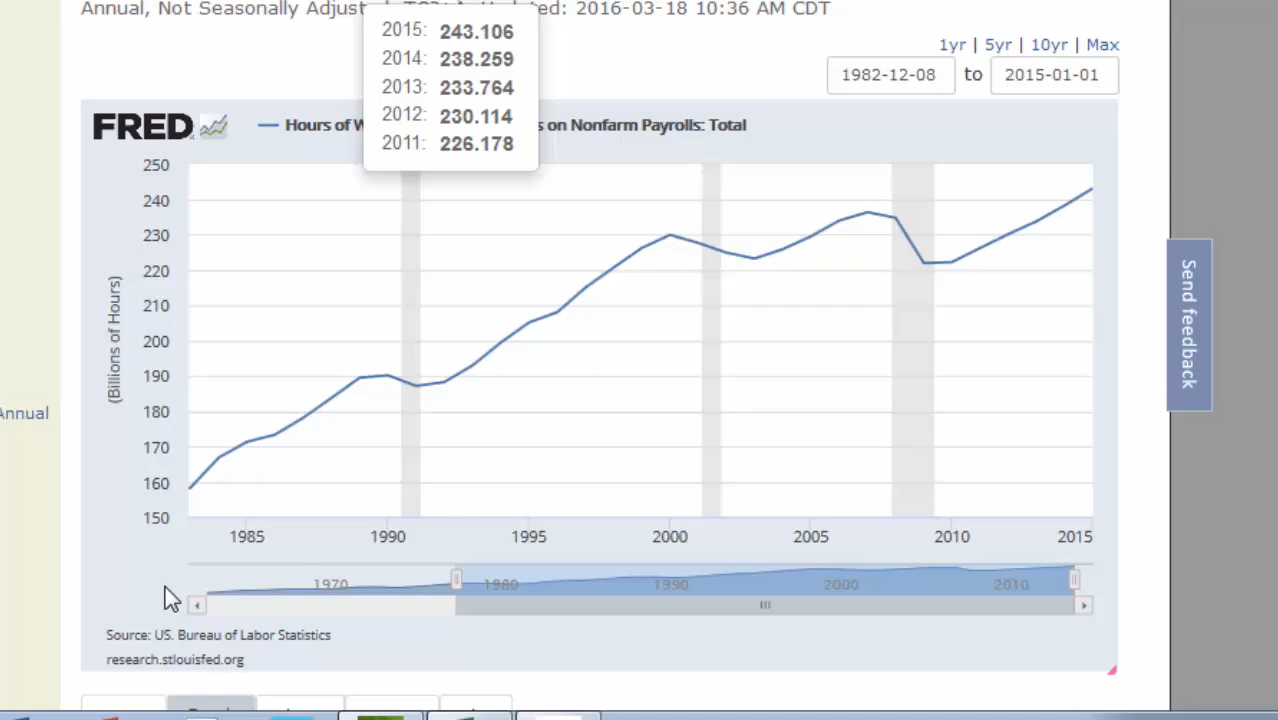 Annual, Not Seasonally Adjusted, 2016-03-18 10:36 AM CDT
2015: 243.106
2014: 238.259
2013: 233.764
2012: 230.114
2011: 226.178
1yr | 5yr | 10yr | Max
1982-12-08 to 2015-01-01
FRED
Hours of on Nonfarm Payrolls: Total
250
240
230
220
210
200
190
180
170
160
150
(Billions of Hours)
1985 1990 1995 2000 2005 2010 2015
1970 1980 1990 2000 2010
Source: US. Bureau of Labor Statistics
research.stlouisfed.org
Annual
Send feedback